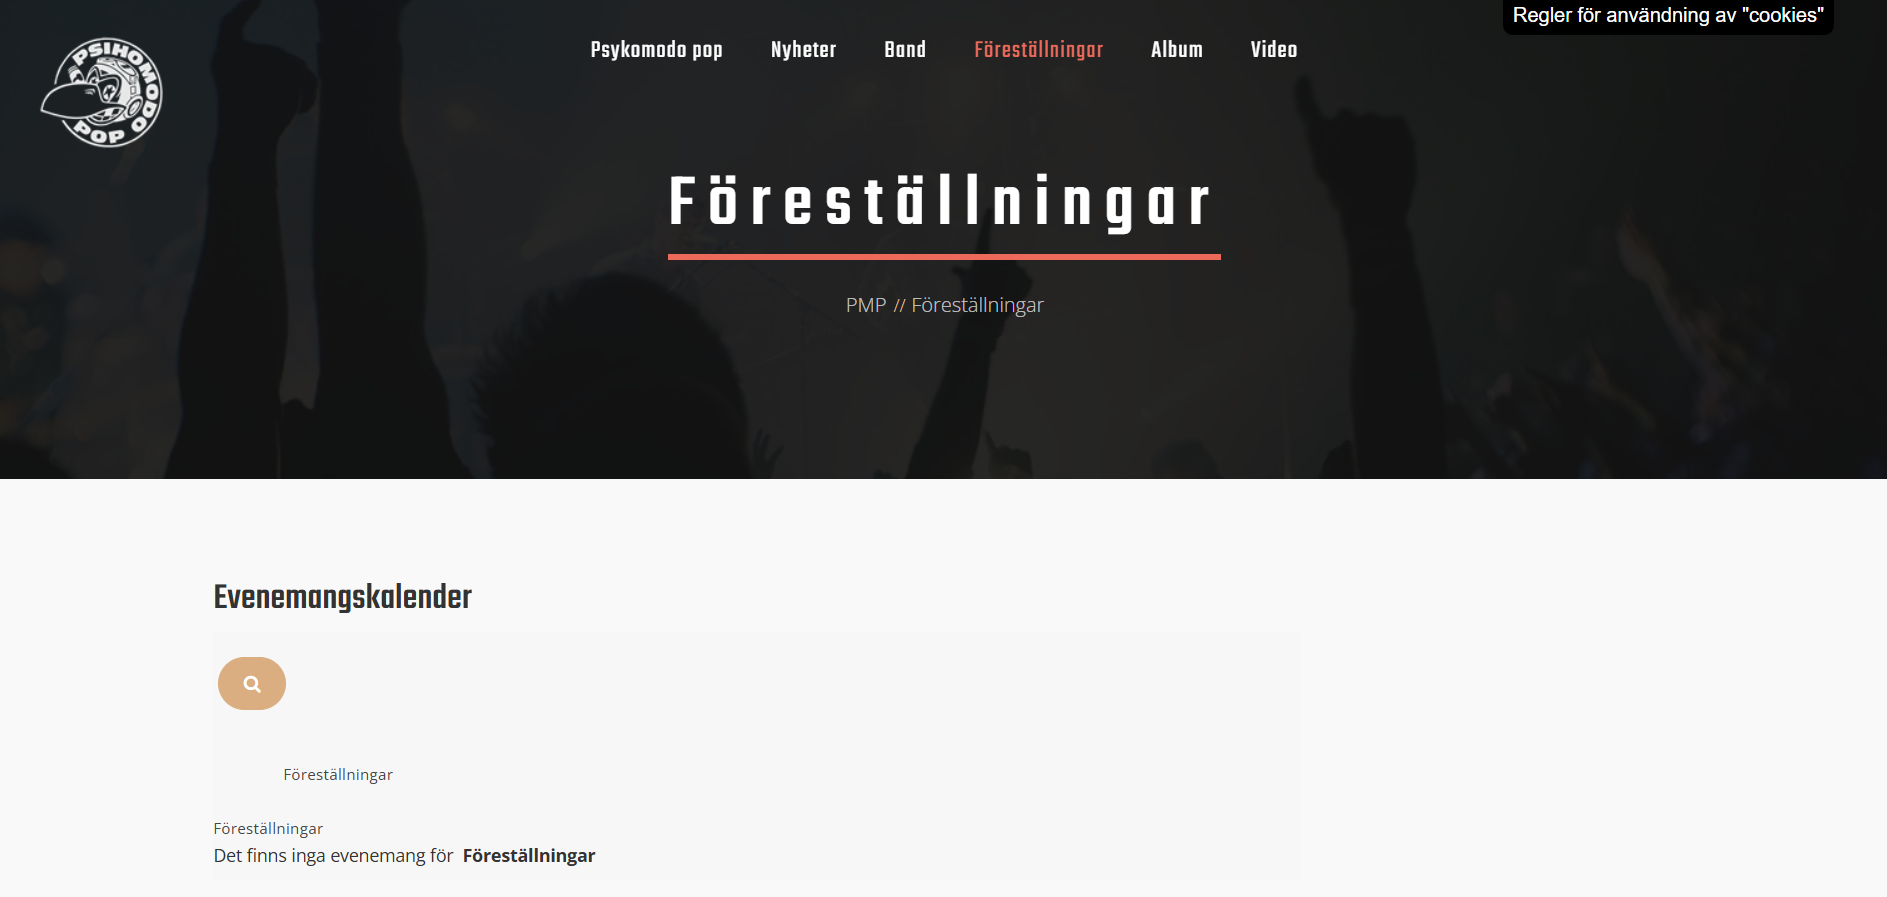 Regler för användning av "cookies"
PSIHOMODO POP
Psykomodo pop Nyheter Band Föreställningar Album Video
Föreställningar
PMP // Föreställningar
Evenemangskalender
Föreställningar
Föreställningar
Det finns inga evenemang för Föreställningar